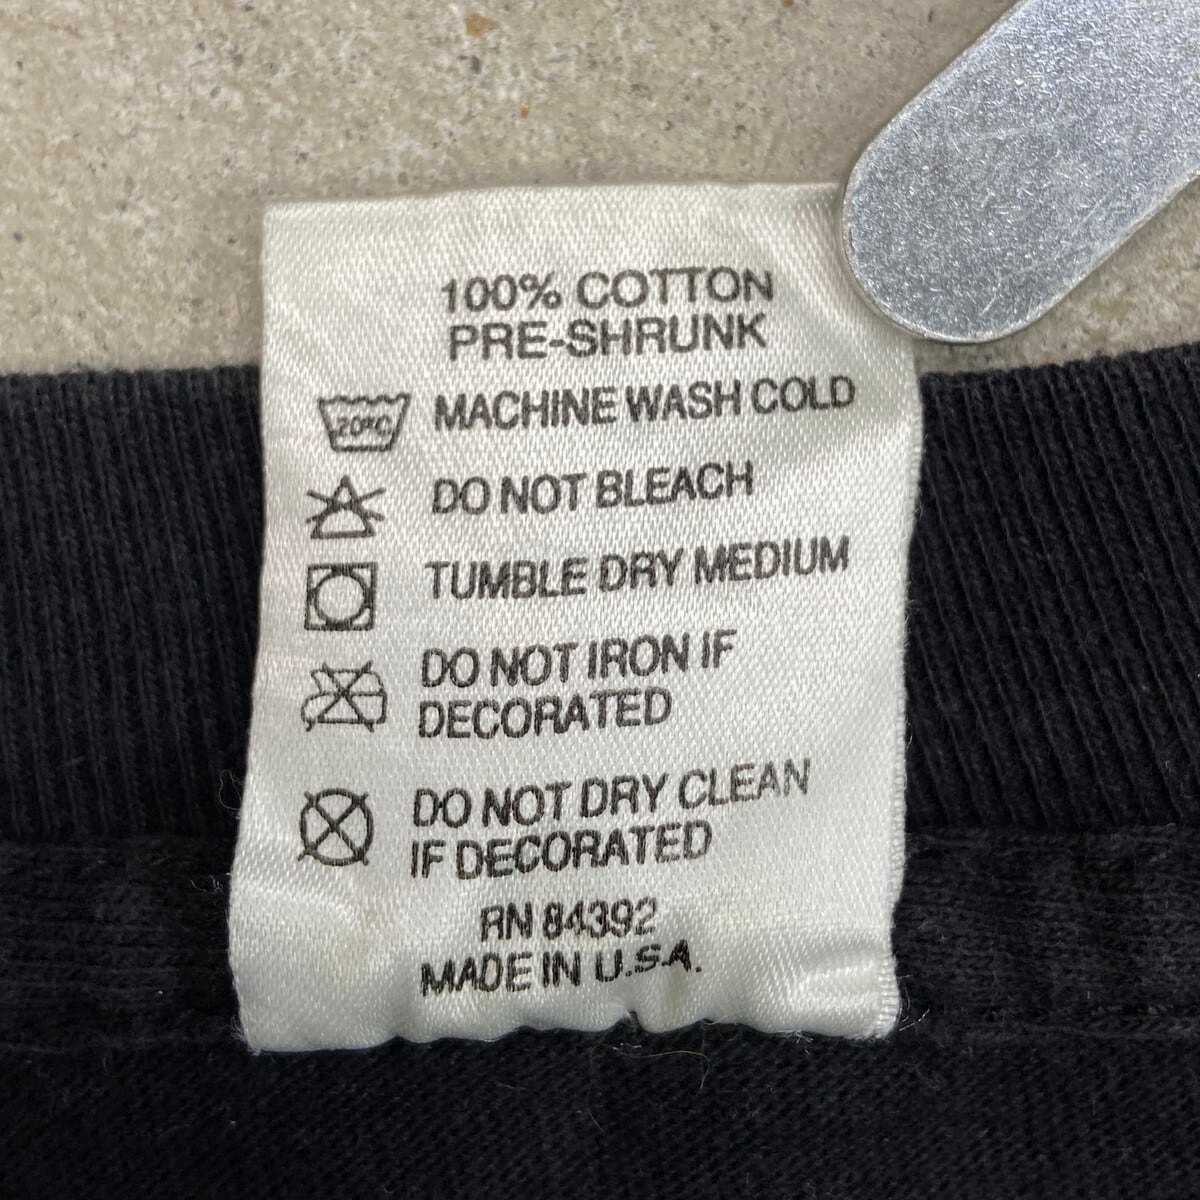 100% COTTON
PRE-SHRUNK
20°C MACHINE WASH COLD
DO NOT BLEACH
TUMBLE DRY MEDIUM
DO NOT IRON IF
DECORATED
DO NOT DRY CLEAN
IF DECORATED
RN 84392
MADE IN U.S.A.